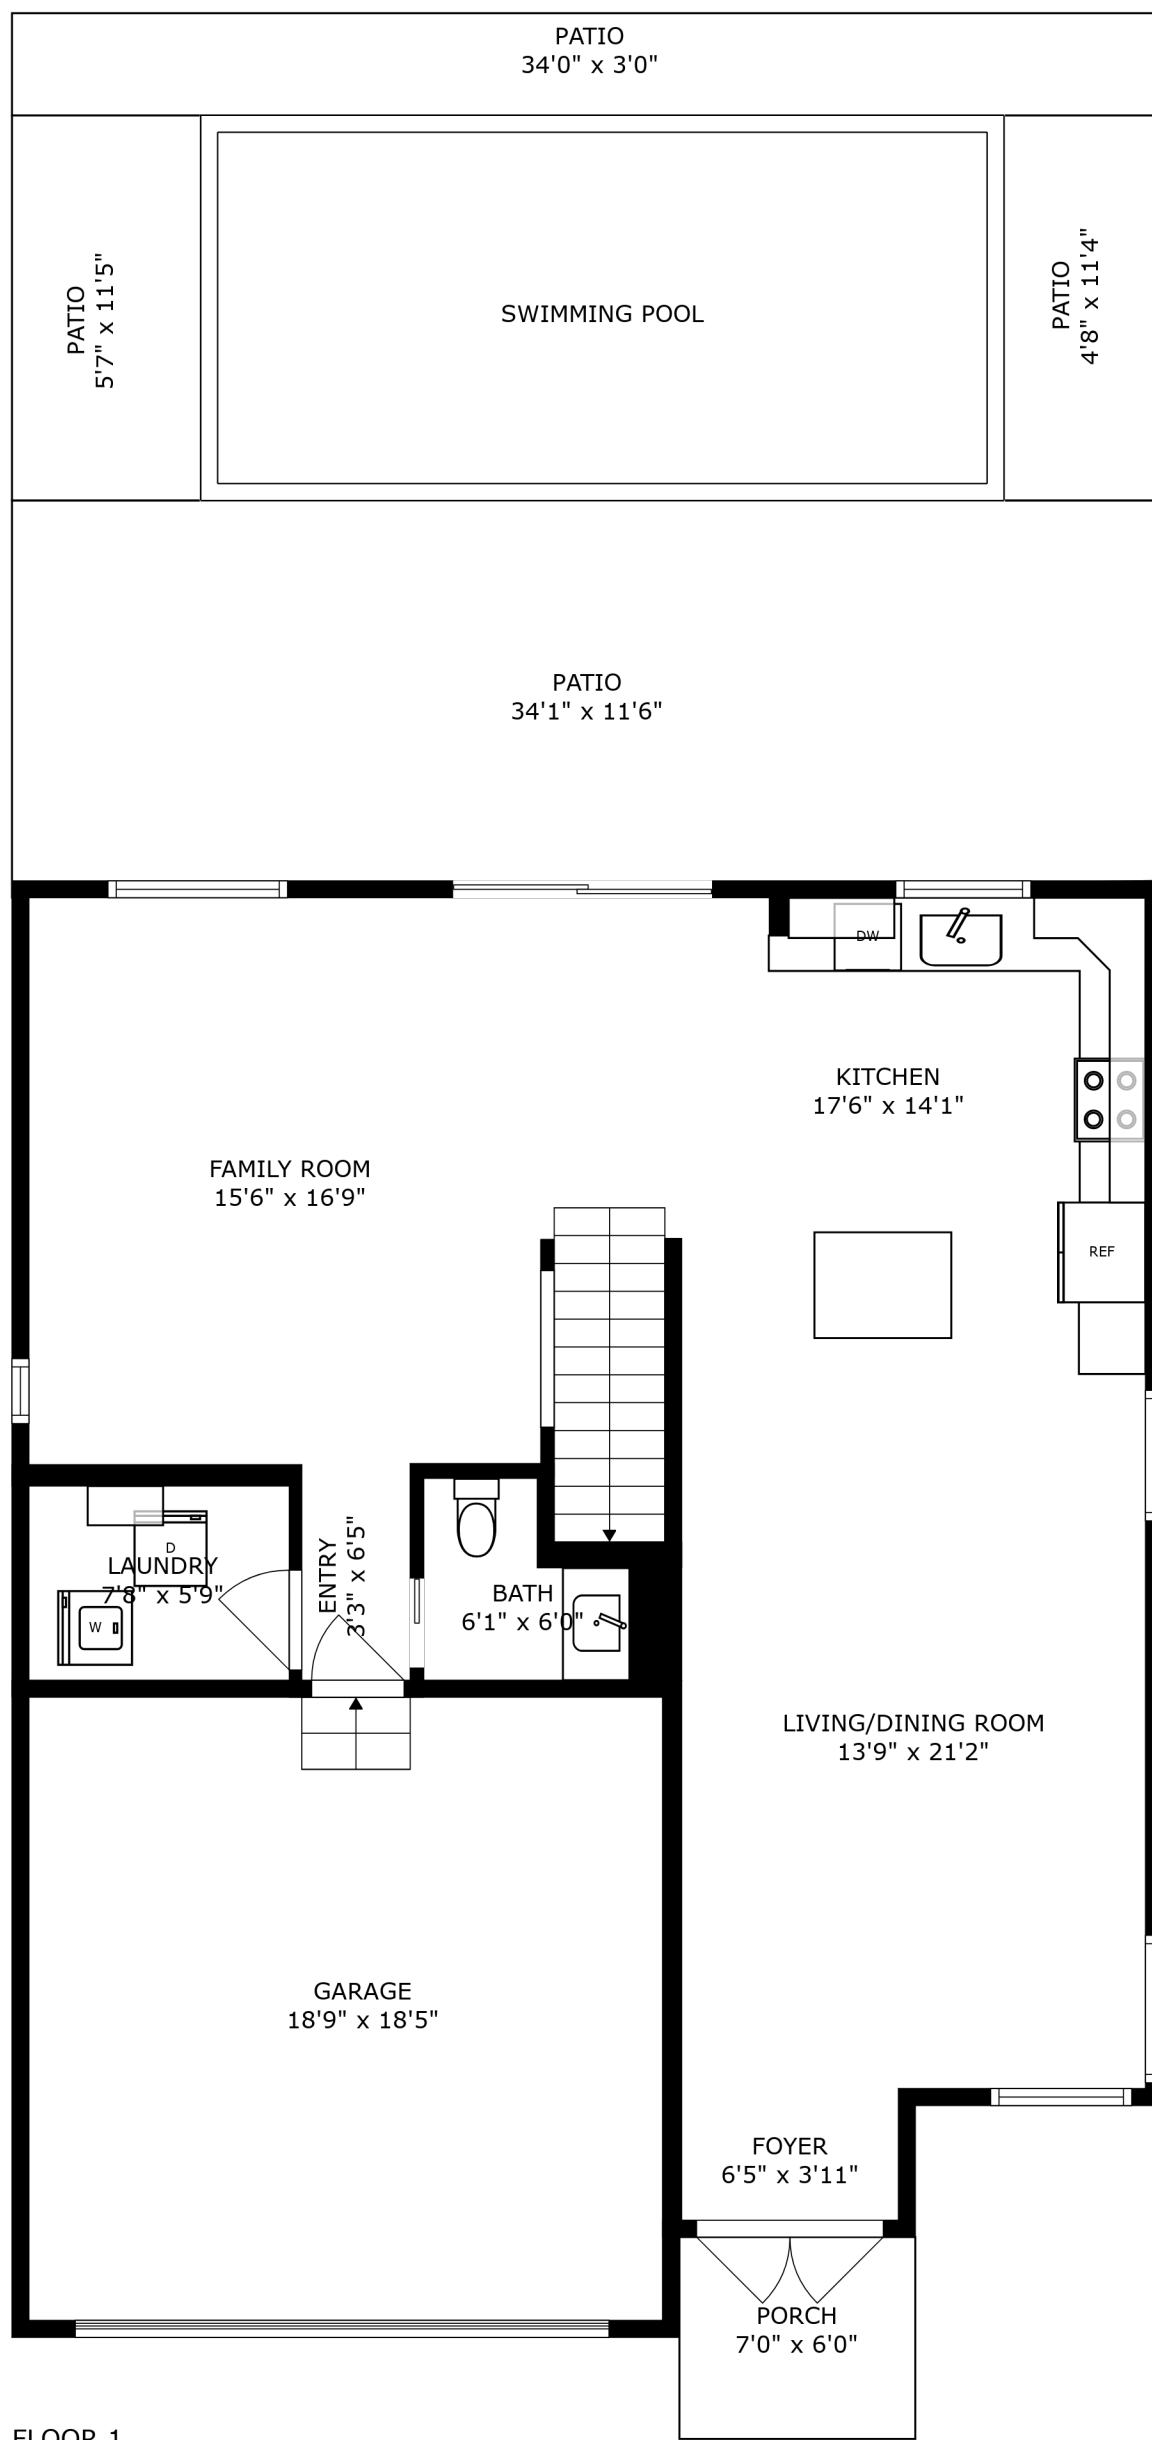 PATIO
34'0" x 3'0"
PATIO
5'7" x 11'5"
SWIMMING POOL
PATIO
4'8" x 11'4"
PATIO
34'1" x 11'6"
DW
KITCHEN
17'6" x 14'1"
FAMILY ROOM
15'6" x 16'9"
REF
D
LAUNDRY
7'8" x 5'9"
W
ENTRY
3'3" x 6'5"
BATH
6'1" x 6'0"
LIVING/DINING ROOM
13'9" x 21'2"
GARAGE
18'9" x 18'5"
FOYER
6'5" x 3'11"
PORCH
7'0" x 6'0"
FLOOR 1